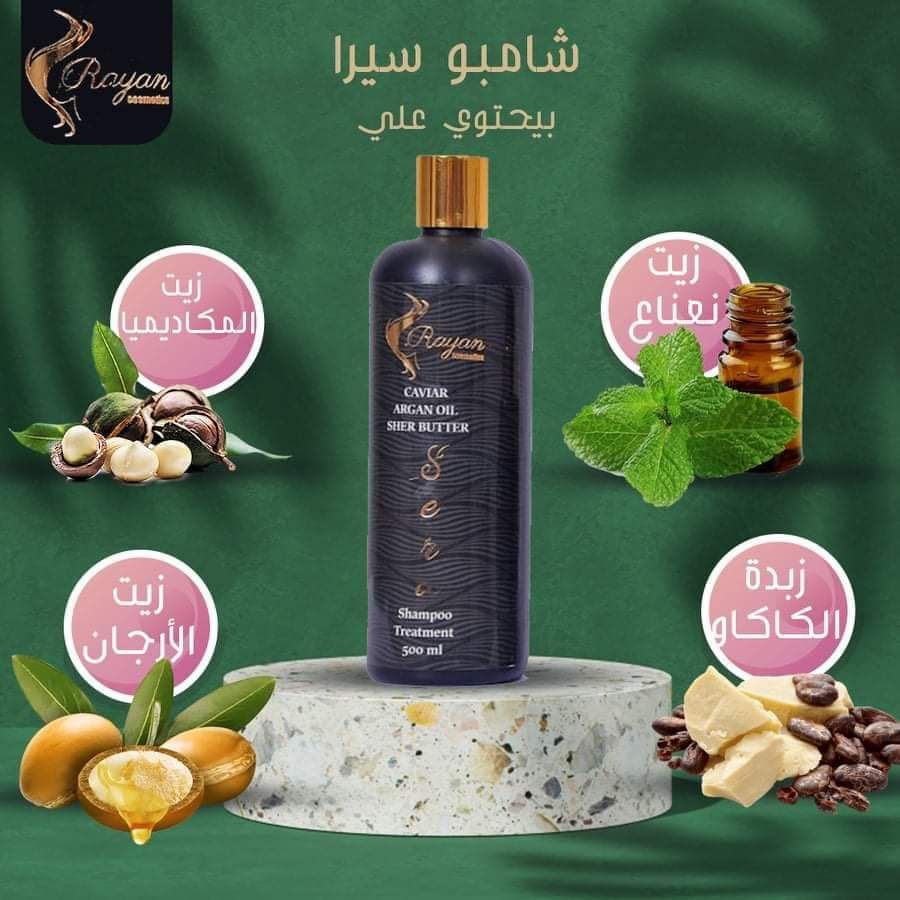 Rayan
cosmetics
شامبو سيرا
بيحتوي علي
زيت
المكاديميا
زيت
نعناع
Rayan
cosmetics
CAVIAR
ARGAN OIL
SHER BUTTER
Sera
Shampoo
Treatment
500 ml
زيت
الأرجان
زبدة
الكاكاو